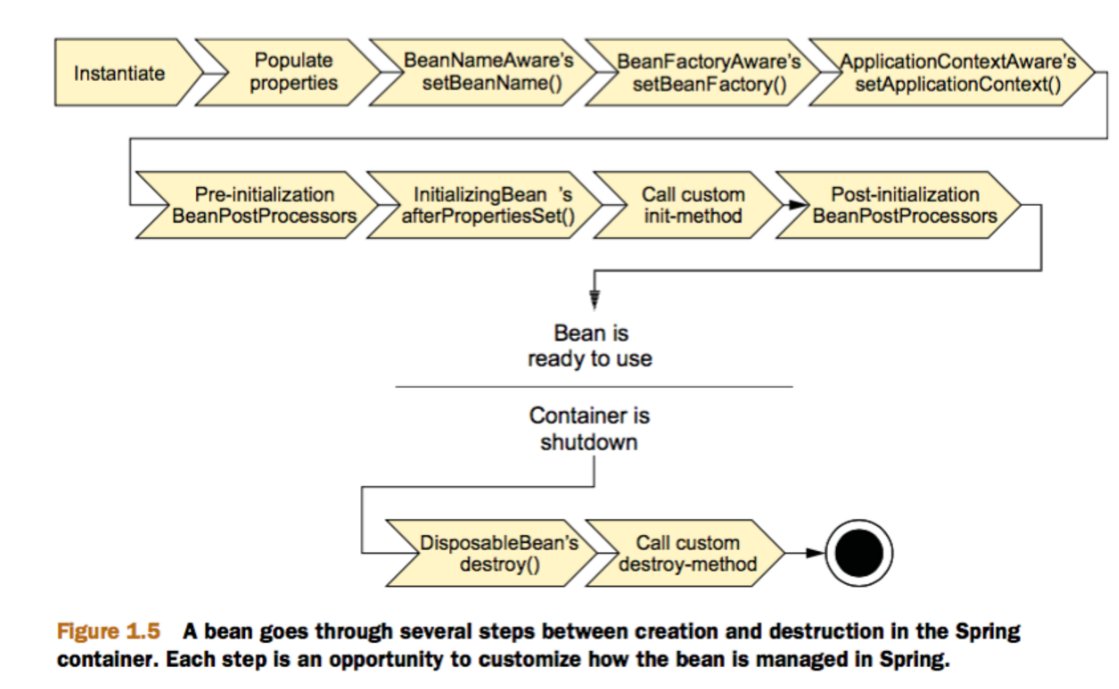 Instantiate
Populate
properties
BeanNameAware's
setBeanName()
BeanFactoryAware's
setBeanFactory()
ApplicationContextAware's
setApplicationContext()
Pre-initialization
BeanPostProcessors
InitializingBean 's
afterPropertiesSet()
Call custom
init-method
Post-initialization
BeanPostProcessors
Bean is
ready to use
Container is
shutdown
DisposableBean's
destroy()
Call custom
destroy-method
Figure 1.5 A bean goes through several steps between creation and destruction in the Spring
container. Each step is an opportunity to customize how the bean is managed in Spring.